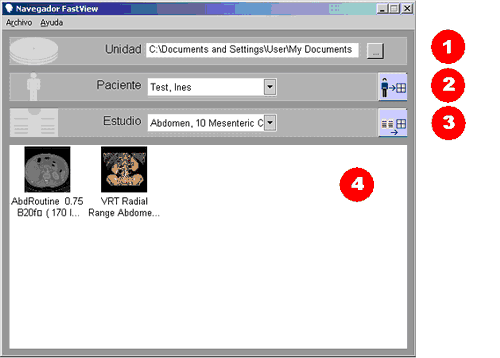 Navegador FastView
Archivo Ayuda
Unidad C:\Documents and Settings\User\My Documents ...
1
Paciente Test, Ines
2
Estudio Abdomen, 10 Mesenteric C
3
4
AbdRoutine 0.75
B20f¤ ( 170 I...
VRT Radial
Range Abdome...